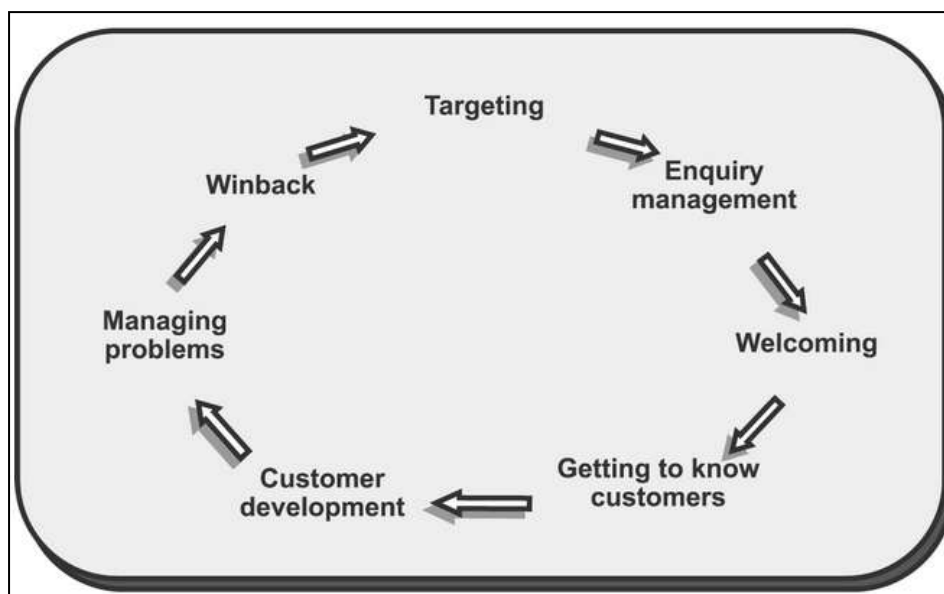 Targeting
Enquiry
management
Welcoming
Getting to know
customers
Customer
development
Managing
problems
Winback